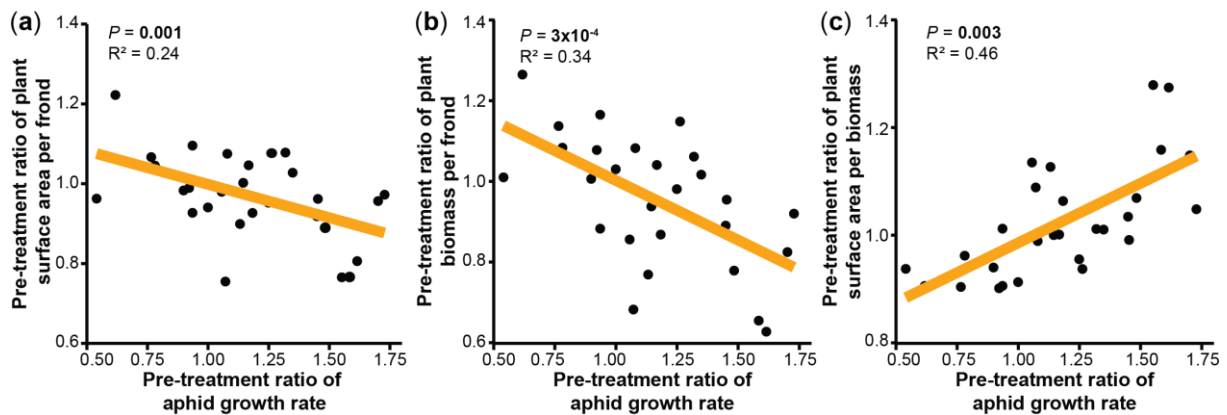 (a)
P = 0.001
R² = 0.24
Pre-treatment ratio of plant
surface area per frond
1.4
1.2
1.0
0.8
0.6
0.50 0.75 1.00 1.25 1.50 1.75
Pre-treatment ratio of
aphid growth rate
(b)
P = 3x10⁻⁴
R² = 0.34
Pre-treatment ratio of plant
biomass per frond
1.4
1.2
1.0
0.8
0.6
0.50 0.75 1.00 1.25 1.50 1.75
Pre-treatment ratio of
aphid growth rate
(c)
P = 0.003
R² = 0.46
Pre-treatment ratio of plant
surface area per biomass
1.4
1.2
1.0
0.8
0.50 0.75 1.00 1.25 1.50 1.75
Pre-treatment ratio of
aphid growth rate